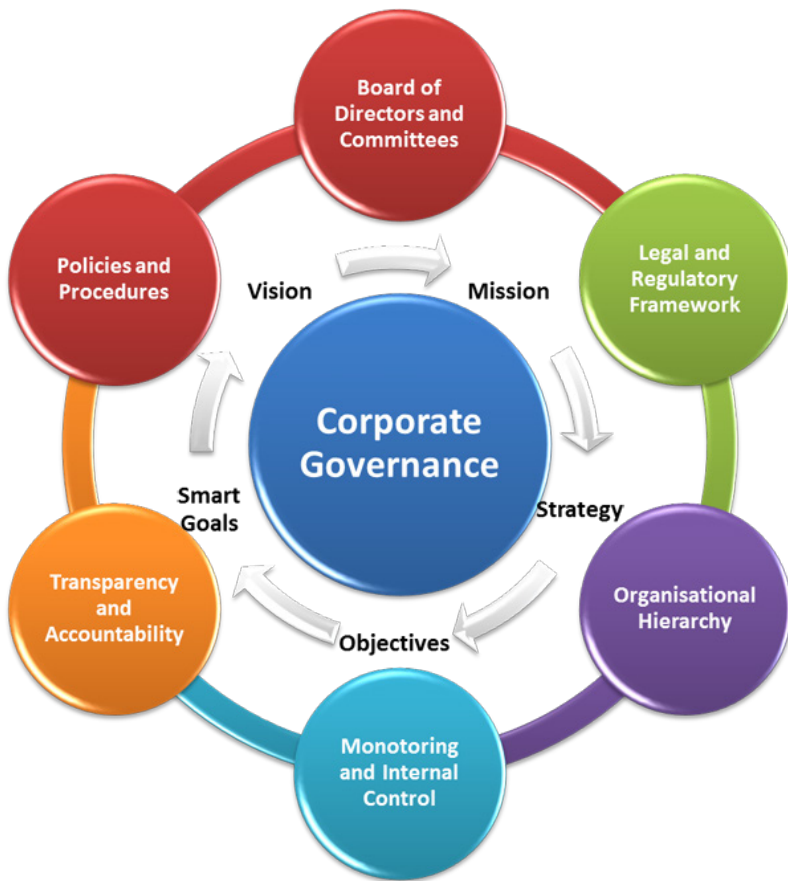 Board of
Directors and
Committees
Policies and
Procedures
Legal and
Regulatory
Framework
Vision
Mission
Corporate
Governance
Smart
Goals
Strategy
Transparency
and
Accountability
Organisational
Hierarchy
Objectives
Monotoring
and Internal
Control